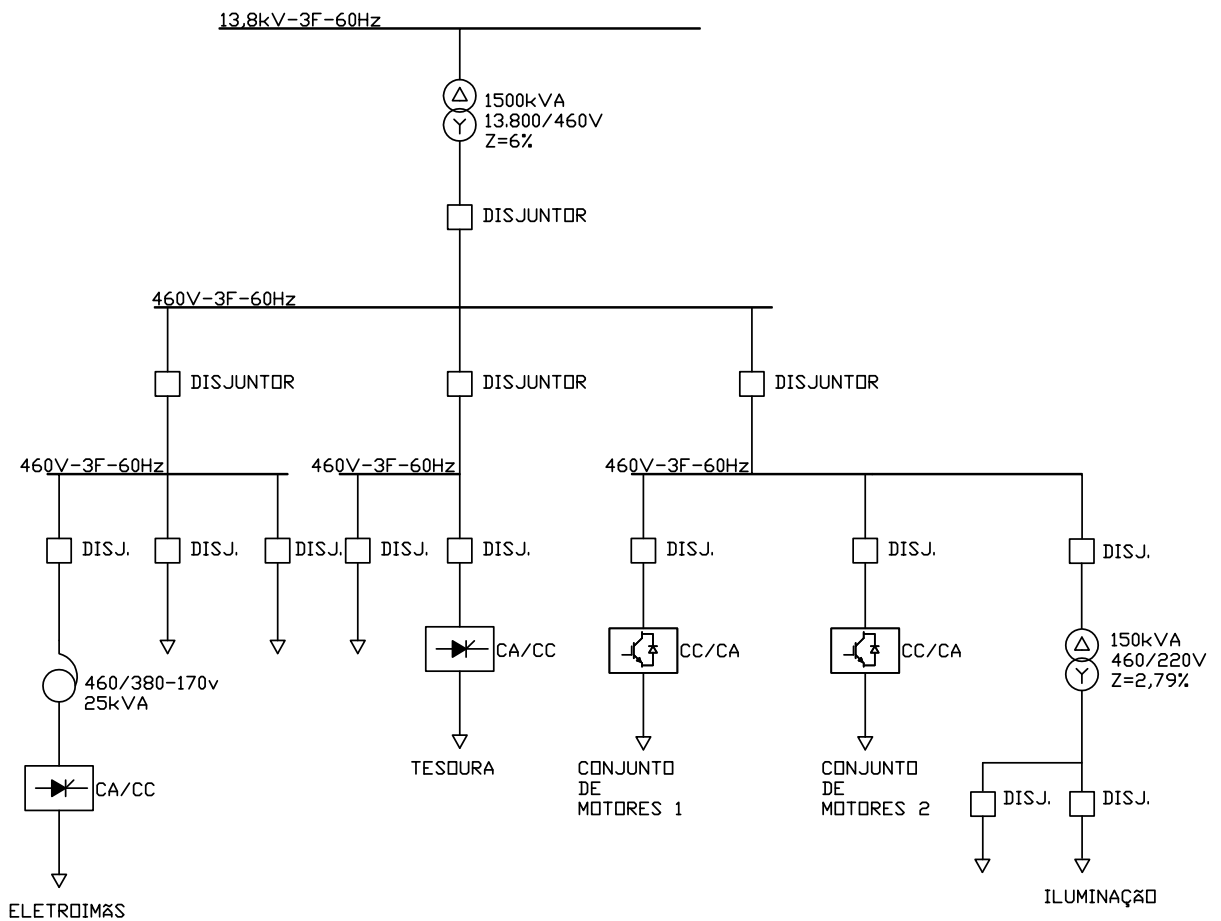 13,8kV-3F-60Hz
1500kVA
13.800/460V
Z=6%
DISJUNTOR
460V-3F-60Hz
DISJUNTOR
DISJUNTOR
DISJUNTOR
460V-3F-60Hz
460V-3F-60Hz
460V-3F-60Hz
DISJ.
DISJ.
DISJ.
DISJ.
DISJ.
DISJ.
DISJ.
460/380-170v
25kVA
CA/CC
CC/CA
CC/CA
150kVA
460/220V
Z=2,79%
CA/CC
TESOURA
CONJUNTO
DE
MOTORES 1
CONJUNTO
DE
MOTORES 2
DISJ.
DISJ.
ELETROIMãS
ILUMINAÇÃO